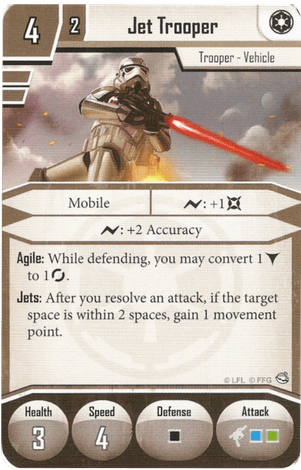 4 2 Jet Trooper
Trooper - Vehicle
Mobile : +1
: +2 Accuracy
Agile: While defending, you may convert 1
to 1 .
Jets: After you resolve an attack, if the target
space is within 2 spaces, gain 1 movement
point.
© LFL © FFG
Health Speed Defense Attack
3 4